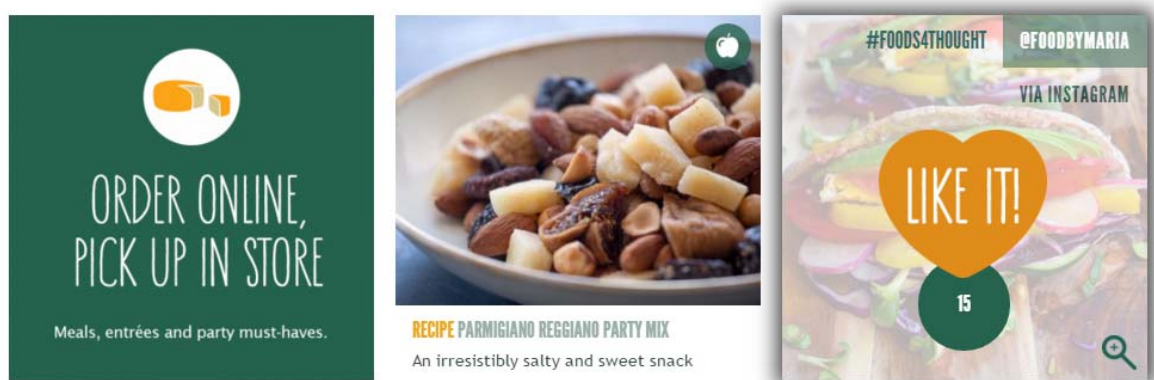 ORDER ONLINE,
PICK UP IN STORE
Meals, entrées and party must-haves.
RECIPE PARMIGIANO REGGIANO PARTY MIX
An irresistibly salty and sweet snack
#FOODS4THOUGHT @FOODBYMARIA
VIA INSTAGRAM
LIKE IT!
15